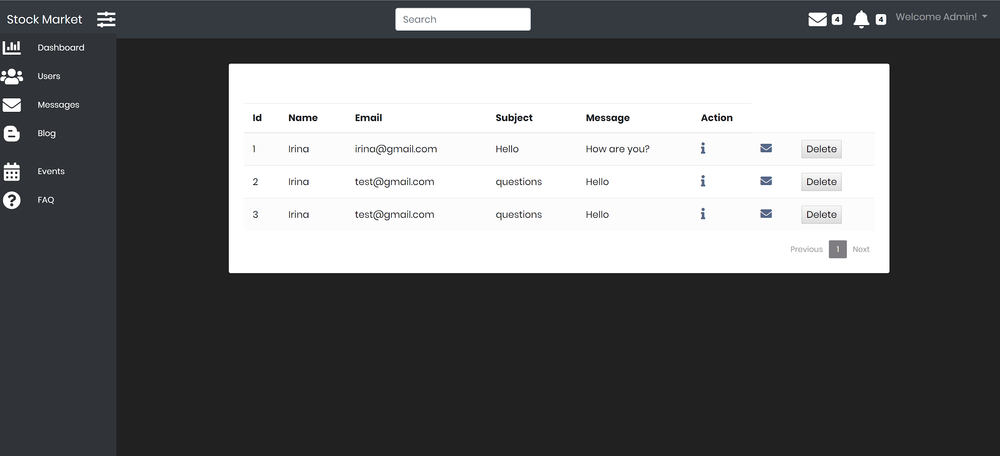 Stock Market
Search
4
4
Welcome Admin!
Dashboard
Users
Messages
Blog
Events
FAQ
Id Name Email Subject Message Action
1 Irina irina@gmail.com Hello How are you? Delete
2 Irina test@gmail.com questions Hello Delete
3 Irina test@gmail.com questions Hello Delete
Previous 1 Next